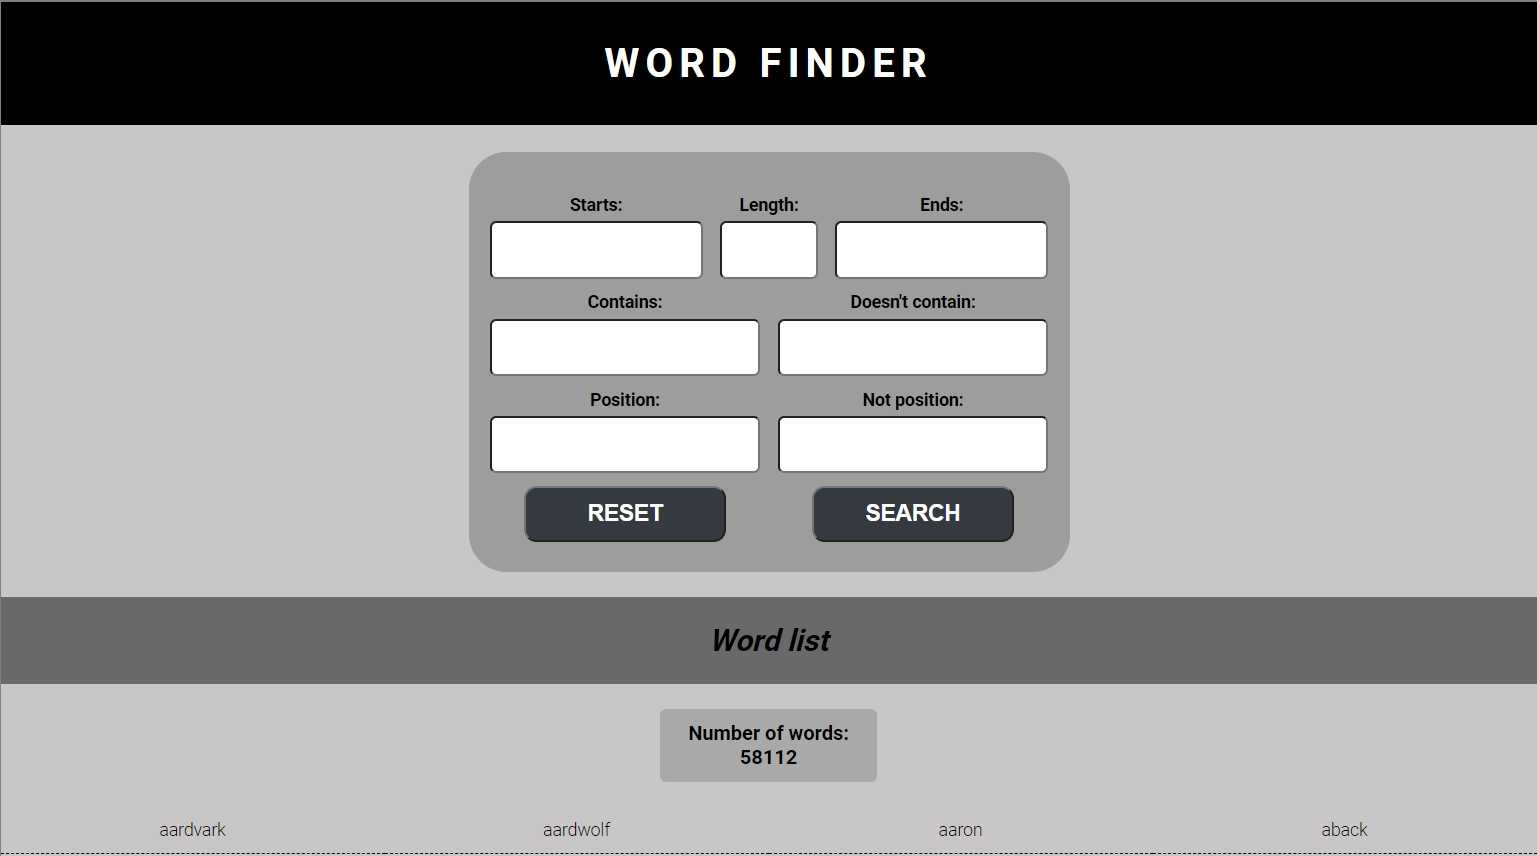 WORD FINDER
Starts: Length: Ends:
Contains: Doesn't contain:
Position: Not position:
RESET SEARCH
Word list
Number of words:
58112
aardvark aardwolf aaron aback